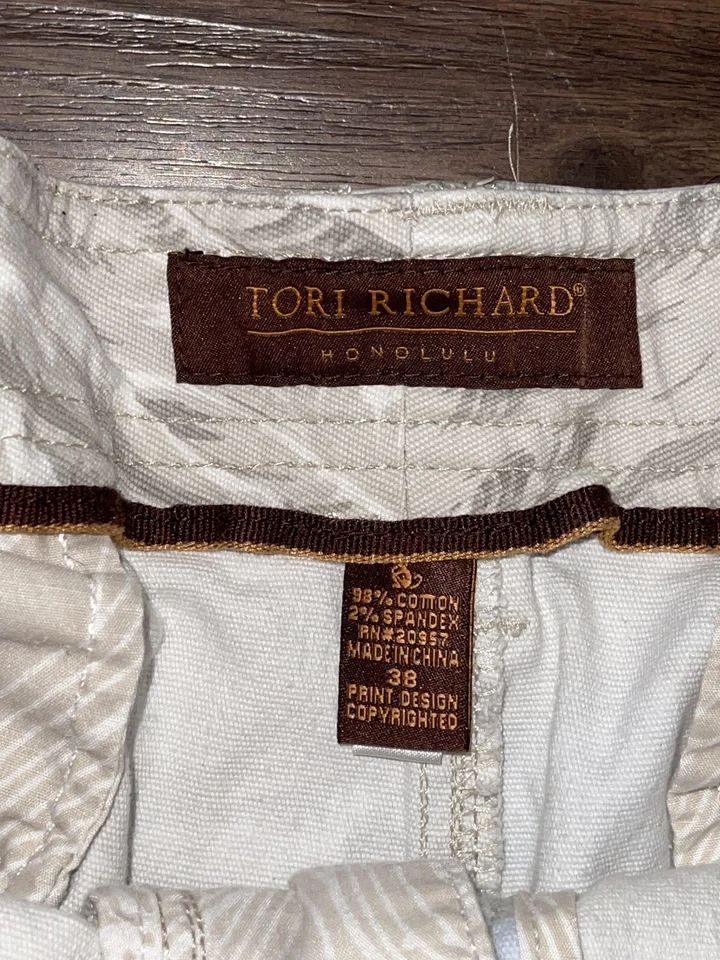 TORI RICHARD®
HONOLULU
98% COTTON
2% SPANDEX
RN#20957
MADE IN CHINA
38
PRINT DESIGN
COPYRIGHTED